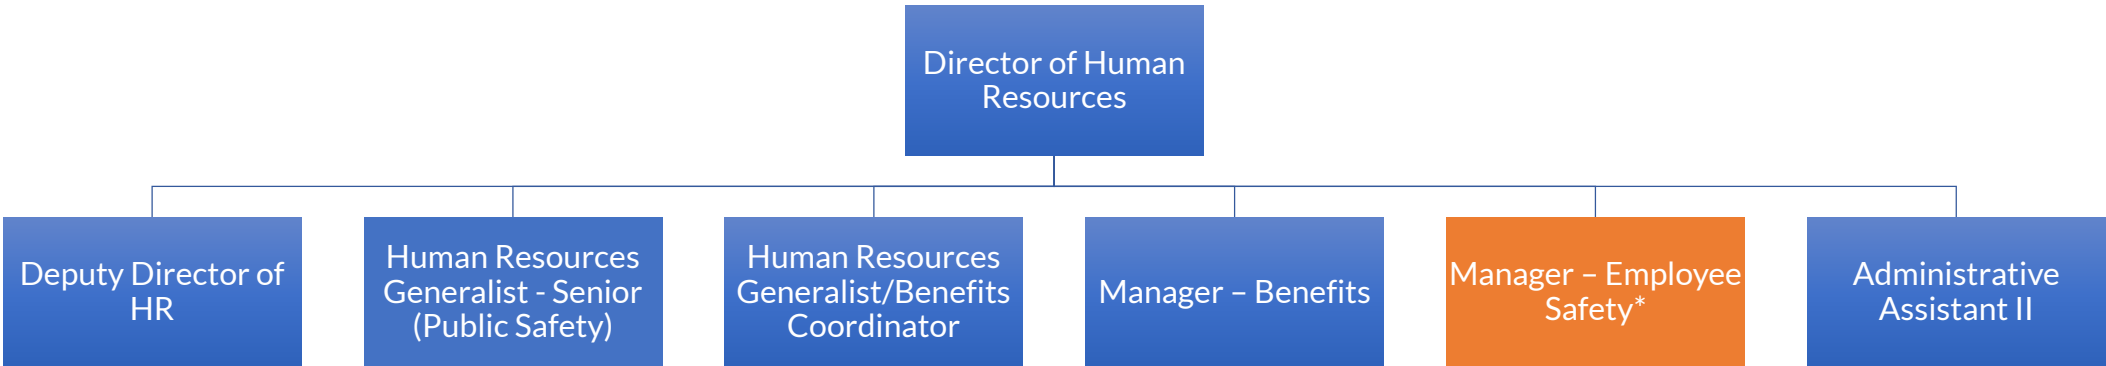 Director of Human
Resources
Deputy Director of
HR
Human Resources
Generalist - Senior
(Public Safety)
Human Resources
Generalist/Benefits
Coordinator
Manager – Benefits
Manager – Employee
Safety*
Administrative
Assistant II